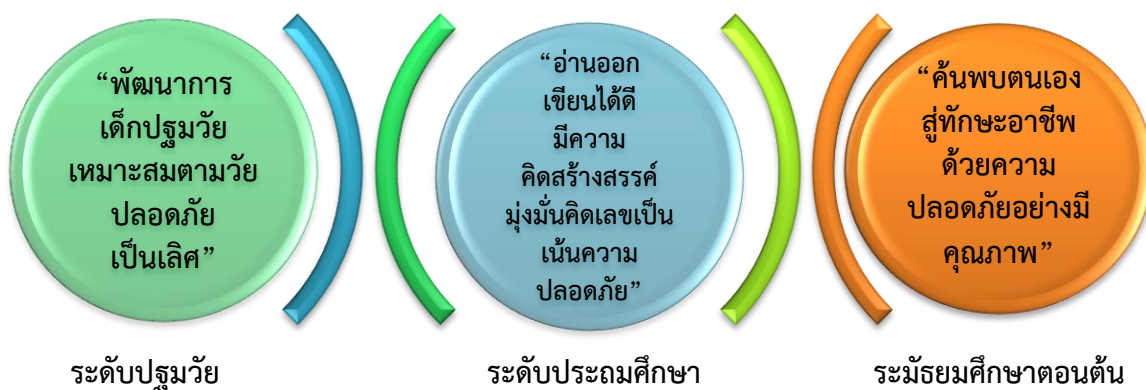 “พัฒนาการ
เด็กปฐมวัย
เหมาะสมตามวัย
ปลอดภัย
เป็นเลิศ”
“อ่านออก
เขียนได้ดี
มีความ
คิดสร้างสรรค์
มุ่งมั่นคิดเลขเป็น
เน้นความ
ปลอดภัย”
“ค้นพบตนเอง
สู่ทักษะอาชีพ
ด้วยความ
ปลอดภัยอย่างมี
คุณภาพ”
ระดับปฐมวัย
ระดับประถมศึกษา
ระมัธยมศึกษาตอนต้น